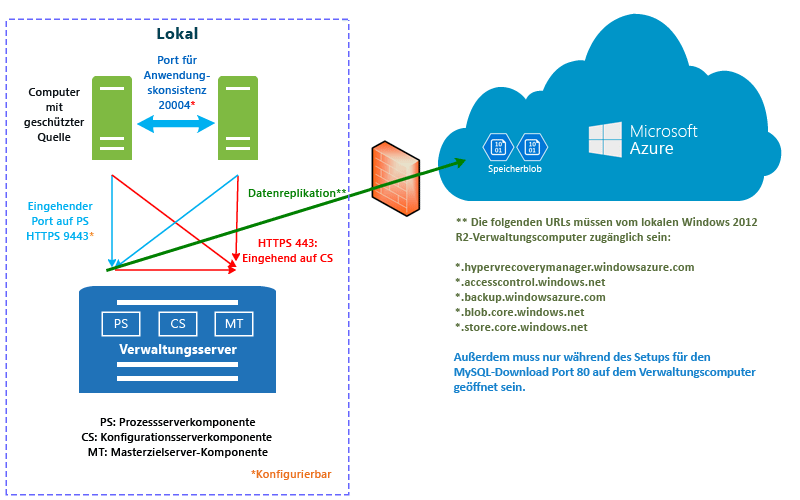 Lokal
Port für
Anwendung-
skonsistenz
20004*
Computer
mit
geschützter
Quelle
Eingehender
Port auf PS
HTTPS 9443*
Datenreplikation**
HTTPS 443:
Eingehend auf CS
PS CS MT
Verwaltungsserver
PS: Prozessserverkomponente
CS: Konfigurationsserverkomponente
MT: Masterzielserver-Komponente
*Konfigurierbar
10
01
10
01
Speicherblob
Microsoft
Azure
** Die folgenden URLs müssen vom lokalen Windows 2012
R2-Verwaltungscomputer zugänglich sein:
*.hypervrecoverymanager.windowsazure.com
*.accesscontrol.windows.net
*.backup.windowsazure.com
*.blob.core.windows.net
*.store.core.windows.net
Außerdem muss nur während des Setups für den
MySQL-Download Port 80 auf dem Verwaltungscomputer
geöffnet sein.